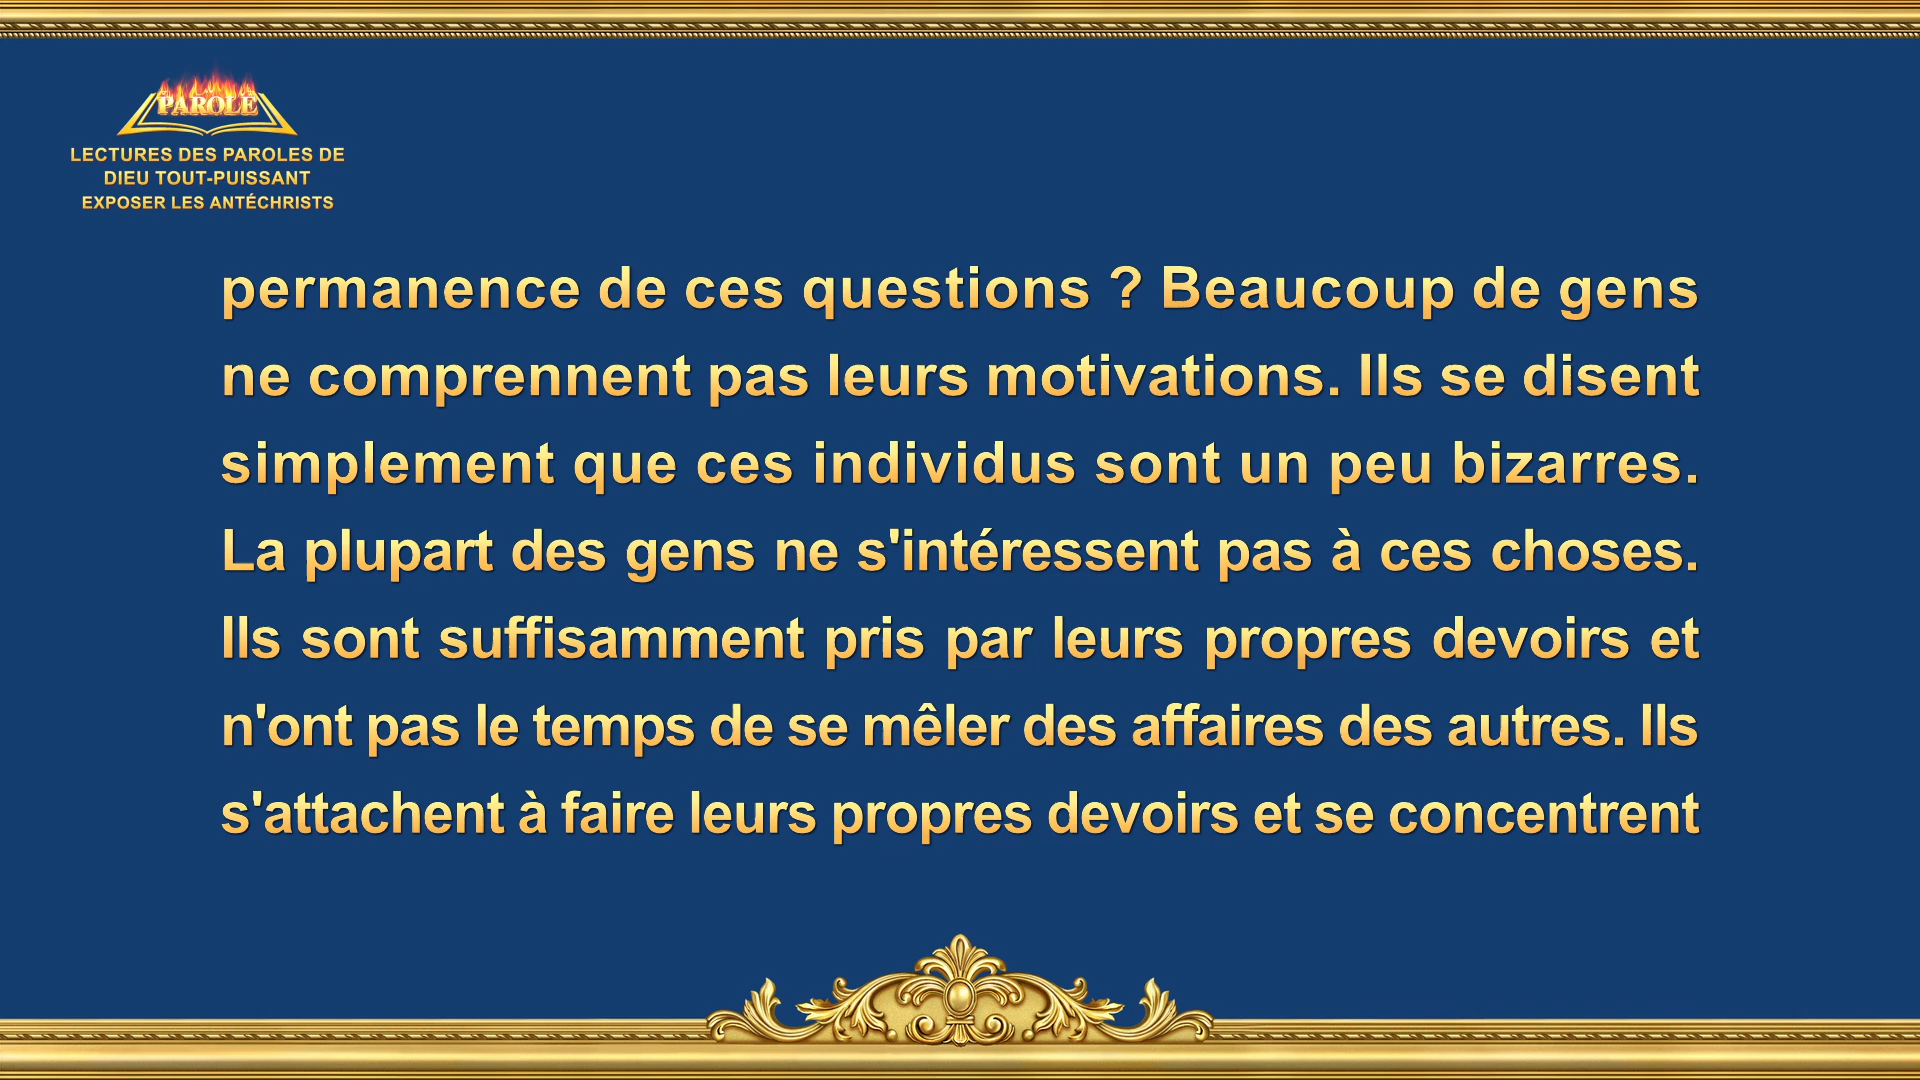 PAROLE
LECTURES DES PAROLES DE
DIEU TOUT-PUISSANT
EXPOSER LES ANTÉCHRISTS
permanence de ces questions ? Beaucoup de gens
ne comprennent pas leurs motivations. Ils se disent
simplement que ces individus sont un peu bizarres.
La plupart des gens ne s'intéressent pas à ces choses.
Ils sont suffisamment pris par leurs propres devoirs et
n'ont pas le temps de se mêler des affaires des autres. Ils
s'attachent à faire leurs propres devoirs et se concentrent